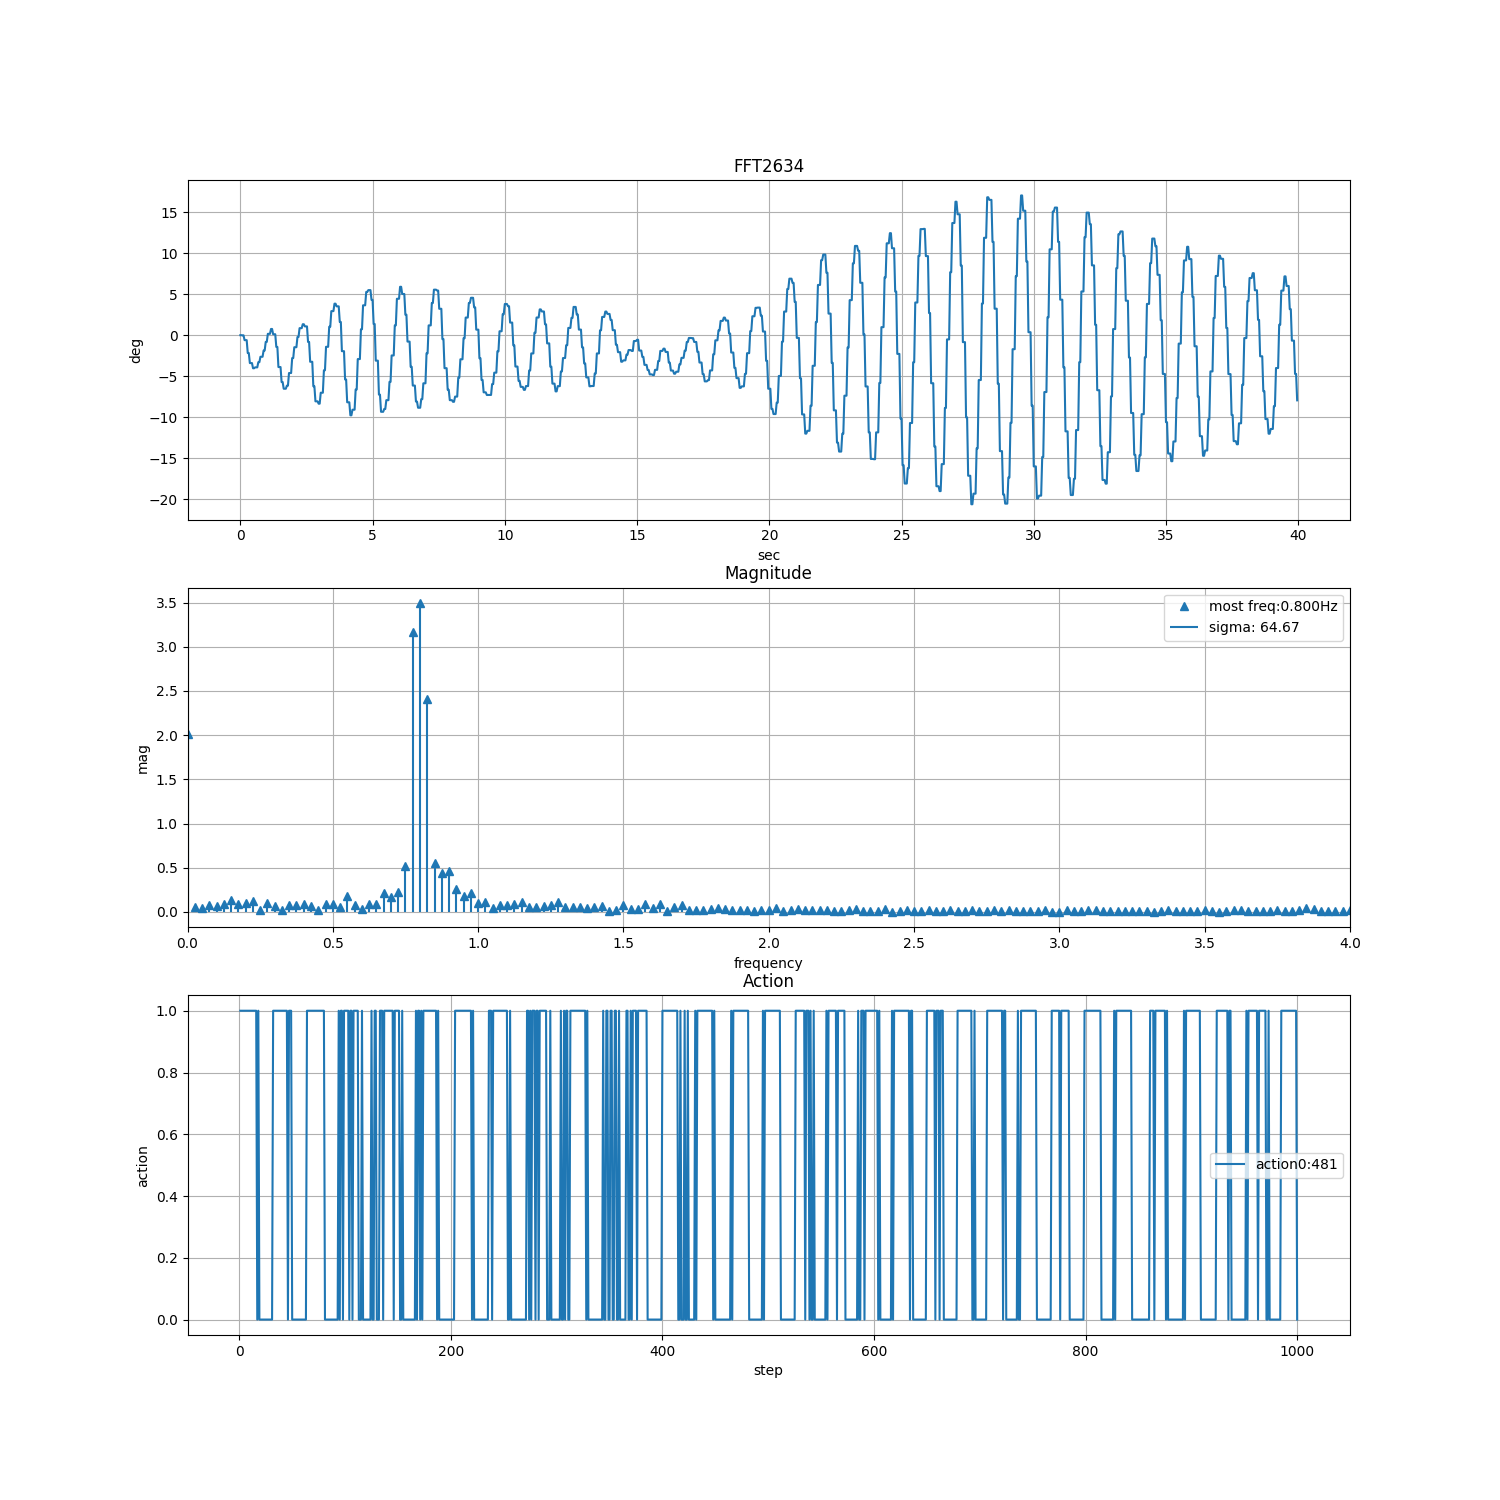 FFT2634
15
10
5
0
−5
−10
−15
−20
deg
0 5 10 15 20 25 30 35 40
sec
Magnitude
3.5
3.0
2.5
2.0
1.5
1.0
0.5
0.0
mag
most freq:0.800Hz
sigma: 64.67
0.0 0.5 1.0 1.5 2.0 2.5 3.0 3.5 4.0
frequency
Action
1.0
0.8
0.6
0.4
0.2
0.0
action
action0:481
0 200 400 600 800 1000
step